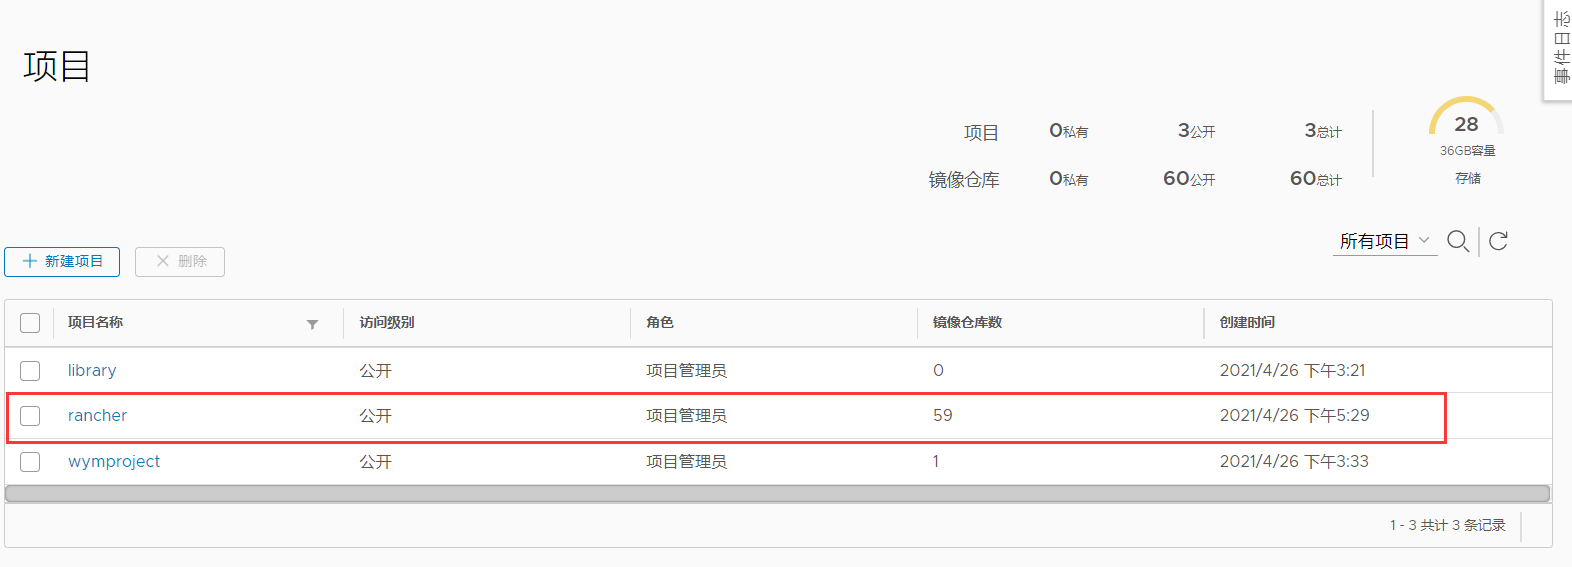 事件日志
项目
项目 0私有 3公开 3总计
镜像仓库 0私有 60公开 60总计
28
36GB容量
存储
所有项目
新建项目 删除
项目名称 访问级别 角色 镜像仓库数 创建时间
library 公开 项目管理员 0 2021/4/26 下午3:21
rancher 公开 项目管理员 59 2021/4/26 下午5:29
wymproject 公开 项目管理员 1 2021/4/26 下午3:33
1 - 3 共计 3 条记录